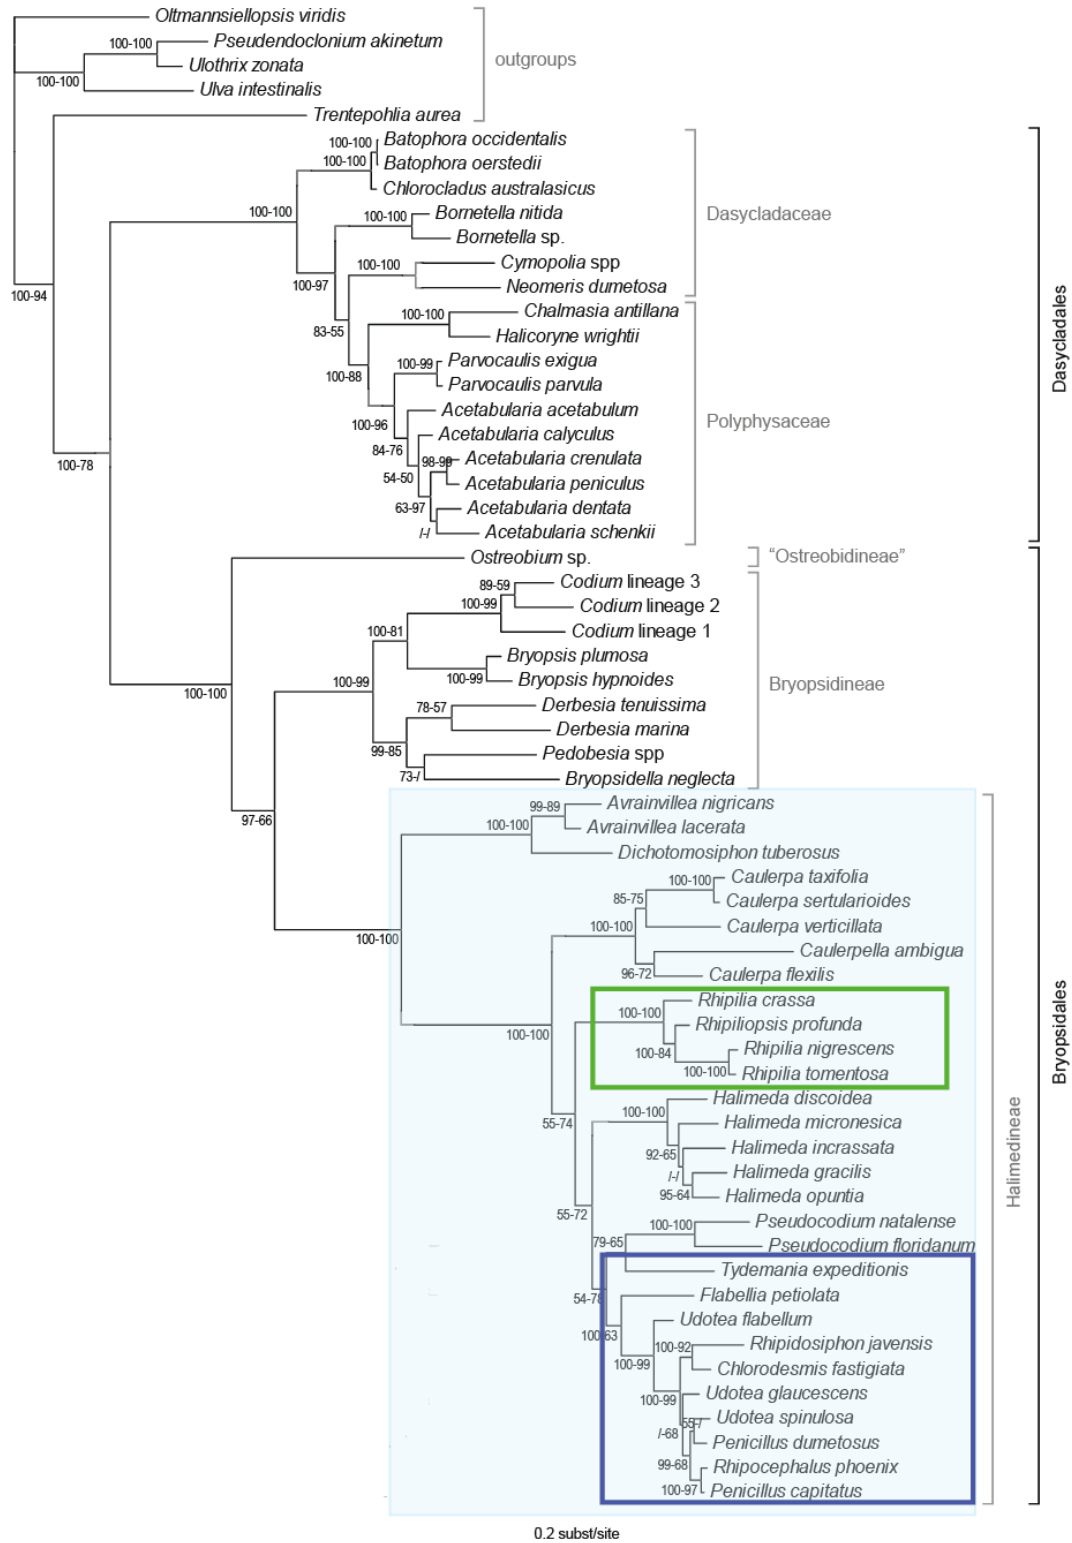 Oltmannsiellopsis viridis
100-100
Pseudendoclonium akinetum
Ulothrix zonata
outgroups
100-100
Ulva intestinalis
Trentepohlia aurea
100-100
Batophora occidentalis
100-100
Batophora oerstedii
Chlorocladus australasicus
100-100
100-100
Bornetella nitida
Dasycladaceae
Bornetella sp.
100-100
Cymopolia spp
100-97
Neomeris dumetosa
100-94
100-100
Chalmasia antillana
83-55
Halicoryne wrightii
Dasycladales
100-99
Parvocaulis exigua
100-88
Parvocaulis parvula
Acetabularia acetabulum
100-96
Polyphysaceae
Acetabularia calyculus
84-76
98-99
Acetabularia crenulata
100-78
54-50
Acetabularia peniculus
63-97
Acetabularia dentata
/-/
Acetabularia schenkii
Ostreobium sp.
“Ostreobidineae”
89-59
Codium lineage 3
100-99
Codium lineage 2
100-81
Codium lineage 1
Bryopsis plumosa
100-99
100-99
Bryopsis hypnoides
Bryopsidineae
100-100
78-57
Derbesia tenuissima
Derbesia marina
99-85
Pedobesia spp
73-/
Bryopsidella neglecta
97-66
99-89
Avrainvillea nigricans
100-100
Avrainvillea lacerata
Dichotomosiphon tuberosus
100-100
Caulerpa taxifolia
85-75
Caulerpa sertularioides
100-100
Caulerpa verticillata
100-100
Caulerpella ambigua
96-72
Caulerpa flexilis
Rhipilia crassa
100-100
Rhipiliopsis profunda
100-100
Bryopsidales
100-84
Rhipilia nigrescens
100-100
Rhipilia tomentosa
Halimeda discoidea
100-100
55-74
Halimeda micronesica
92-65
Halimeda incrassata
Halimedineae
/-/
Halimeda gracilis
95-64
Halimeda opuntia
55-72
100-100
Pseudocodium natalense
79-65
Pseudocodium floridanum
Tydemania expeditionis
54-78
Flabellia petiolata
Udotea flabellum
100-63
100-92
Rhipidosiphon javensis
100-99
Chlorodesmis fastigiata
100-99
Udotea glaucescens
55-/
Udotea spinulosa
/-68
Penicillus dumetosus
99-68
Rhipocephalus phoenix
100-97
Penicillus capitatus
0.2 subst/site